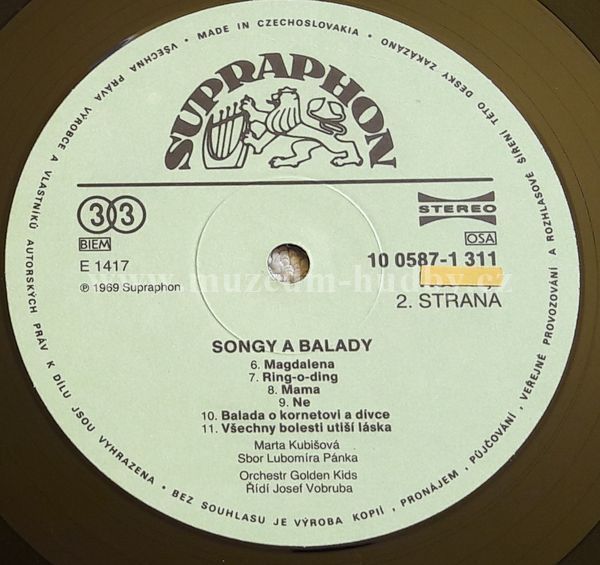 VŠECHNA PRÁVA VÝROBCE A VLASTNÍKŮ AUTORSKÝCH PRÁV K DÍLU JSOU VYHRAZENA • BEZ SOUHLASU JE VÝROBA KOPIÍ, PRONÁJEM, PŮJČOVÁNÍ, VEŘEJNÉ PROVOZOVÁNÍ A ROZHLASOVÉ ŠÍŘENÍ TÉTO DESKY ZAKÁZÁNO • MADE IN CZECHOSLOVAKIA •
SUPRAPHON
33
STEREO
BIEM
OSA
E 1417
10 0587-1 311
℗ 1969 Supraphon
2. STRANA
www.muzeum-hudby.cz
SONGY A BALADY
6. Magdalena
7. Ring-o-ding
8. Mama
9. Ne
10. Balada o kornetovi a dívce
11. Všechny bolesti utiší láska
Marta Kubišová
Sbor Lubomíra Pánka
Orchestr Golden Kids
Řídí Josef Vobruba